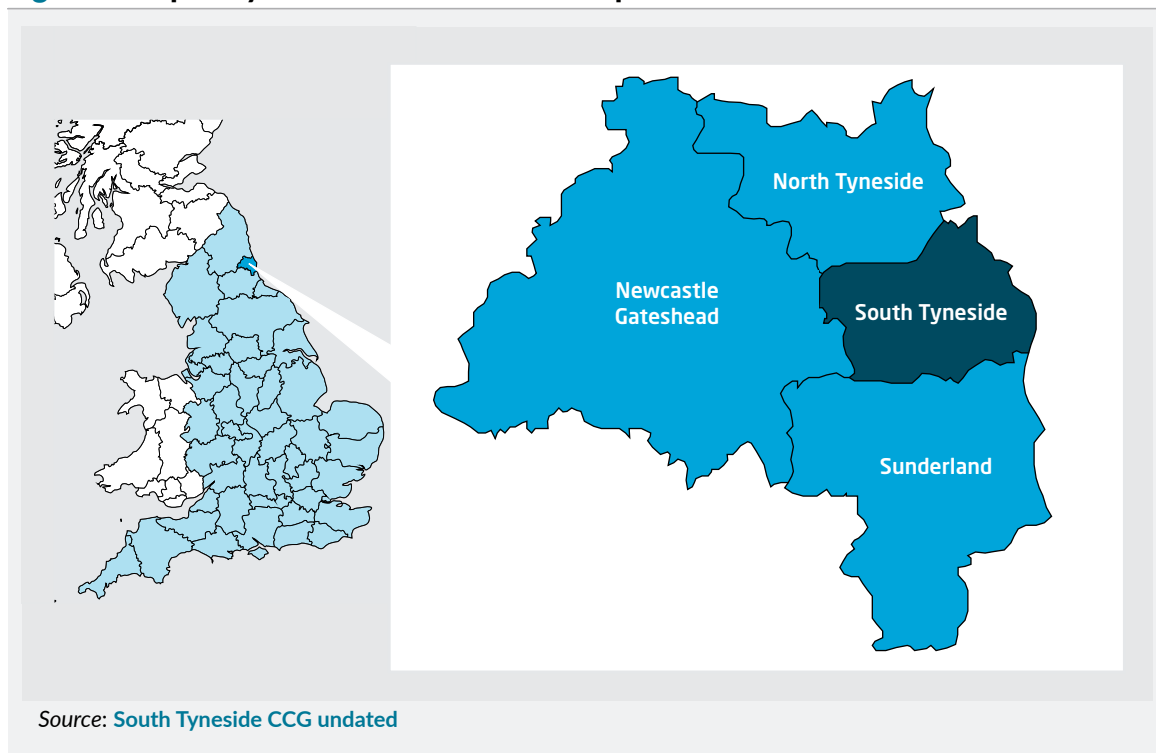 North Tyneside
Newcastle
Gateshead
South Tyneside
Sunderland
Source: South Tyneside CCG undated